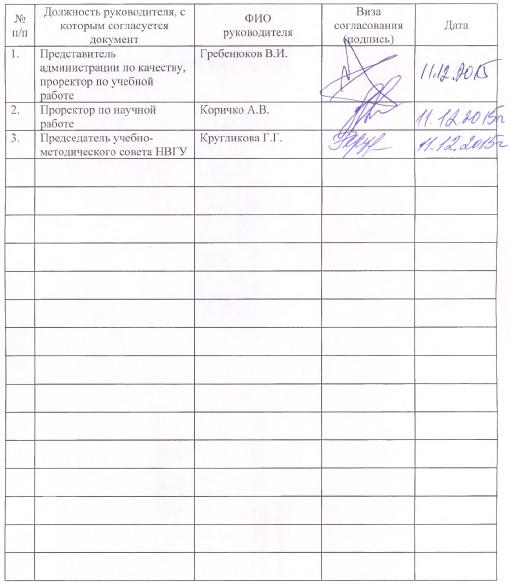 № п/п
Должность руководителя, с
которым согласуется
документ
ФИО
руководителя
Виза
согласования
(подпись)
Дата
1.
Представитель
администрации по качеству,
проректор по учебной
работе
Гребенюков В.И.
11.12.2015
2.
Проректор по научной
работе
Коричко А.В.
11.12.2015г
3.
Председатель учебно-
методического совета НВГУ
Кругликова Г.Г.
11.12.2015г